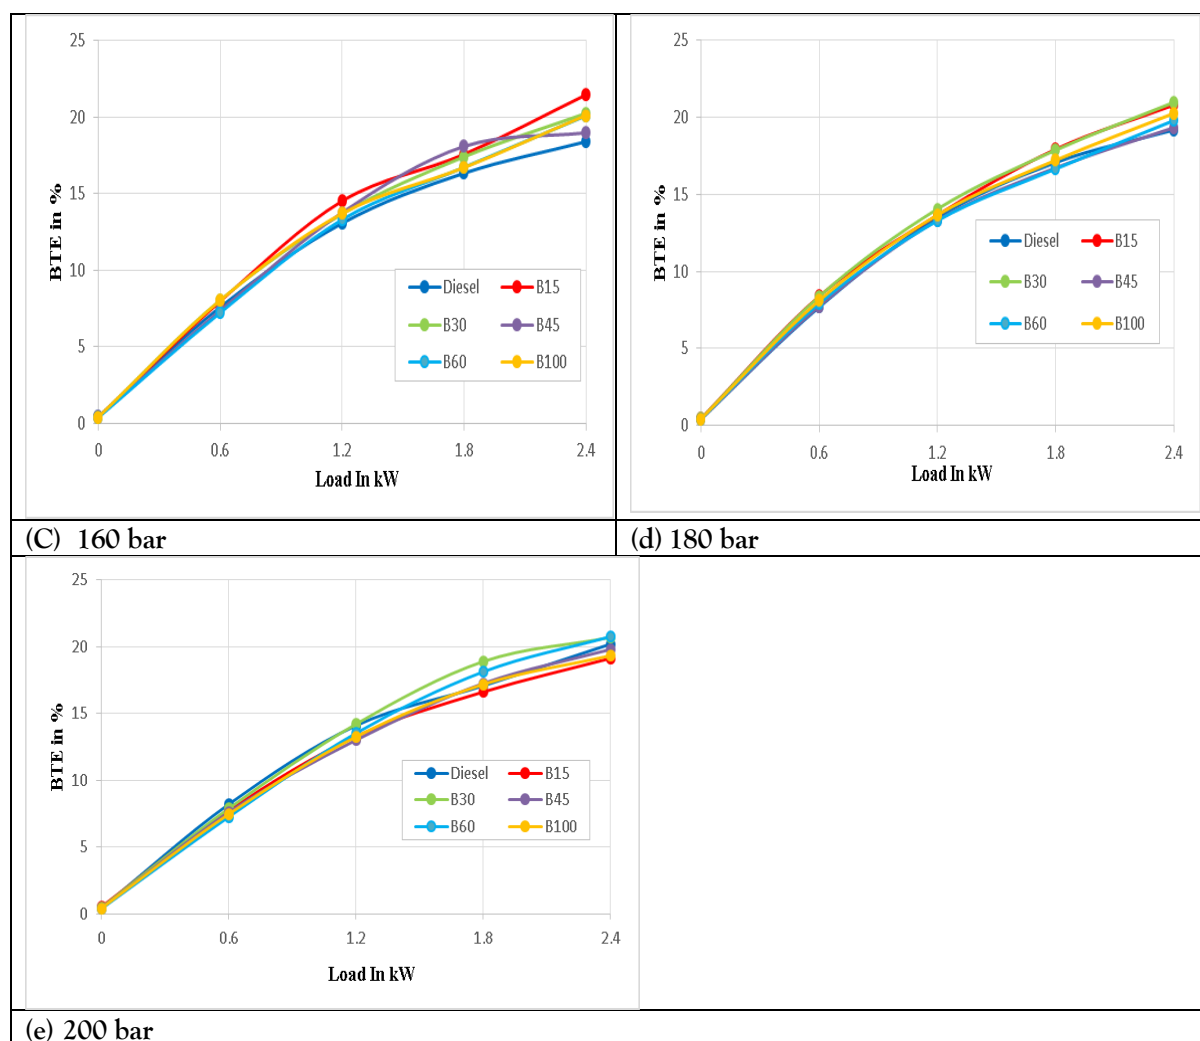 25
20
15
10
5
0
BTE in %
0 0.6 1.2 1.8 2.4
Load In kW
Diesel B15
B30 B45
B60 B100
(C) 160 bar
25
20
15
10
5
0
BTE in %
0 0.6 1.2 1.8 2.4
Load In kW
Diesel B15
B30 B45
B60 B100
(d) 180 bar
25
20
15
10
5
0
BTE in %
0 0.6 1.2 1.8 2.4
Load In kW
Diesel B15
B30 B45
B60 B100
(e) 200 bar